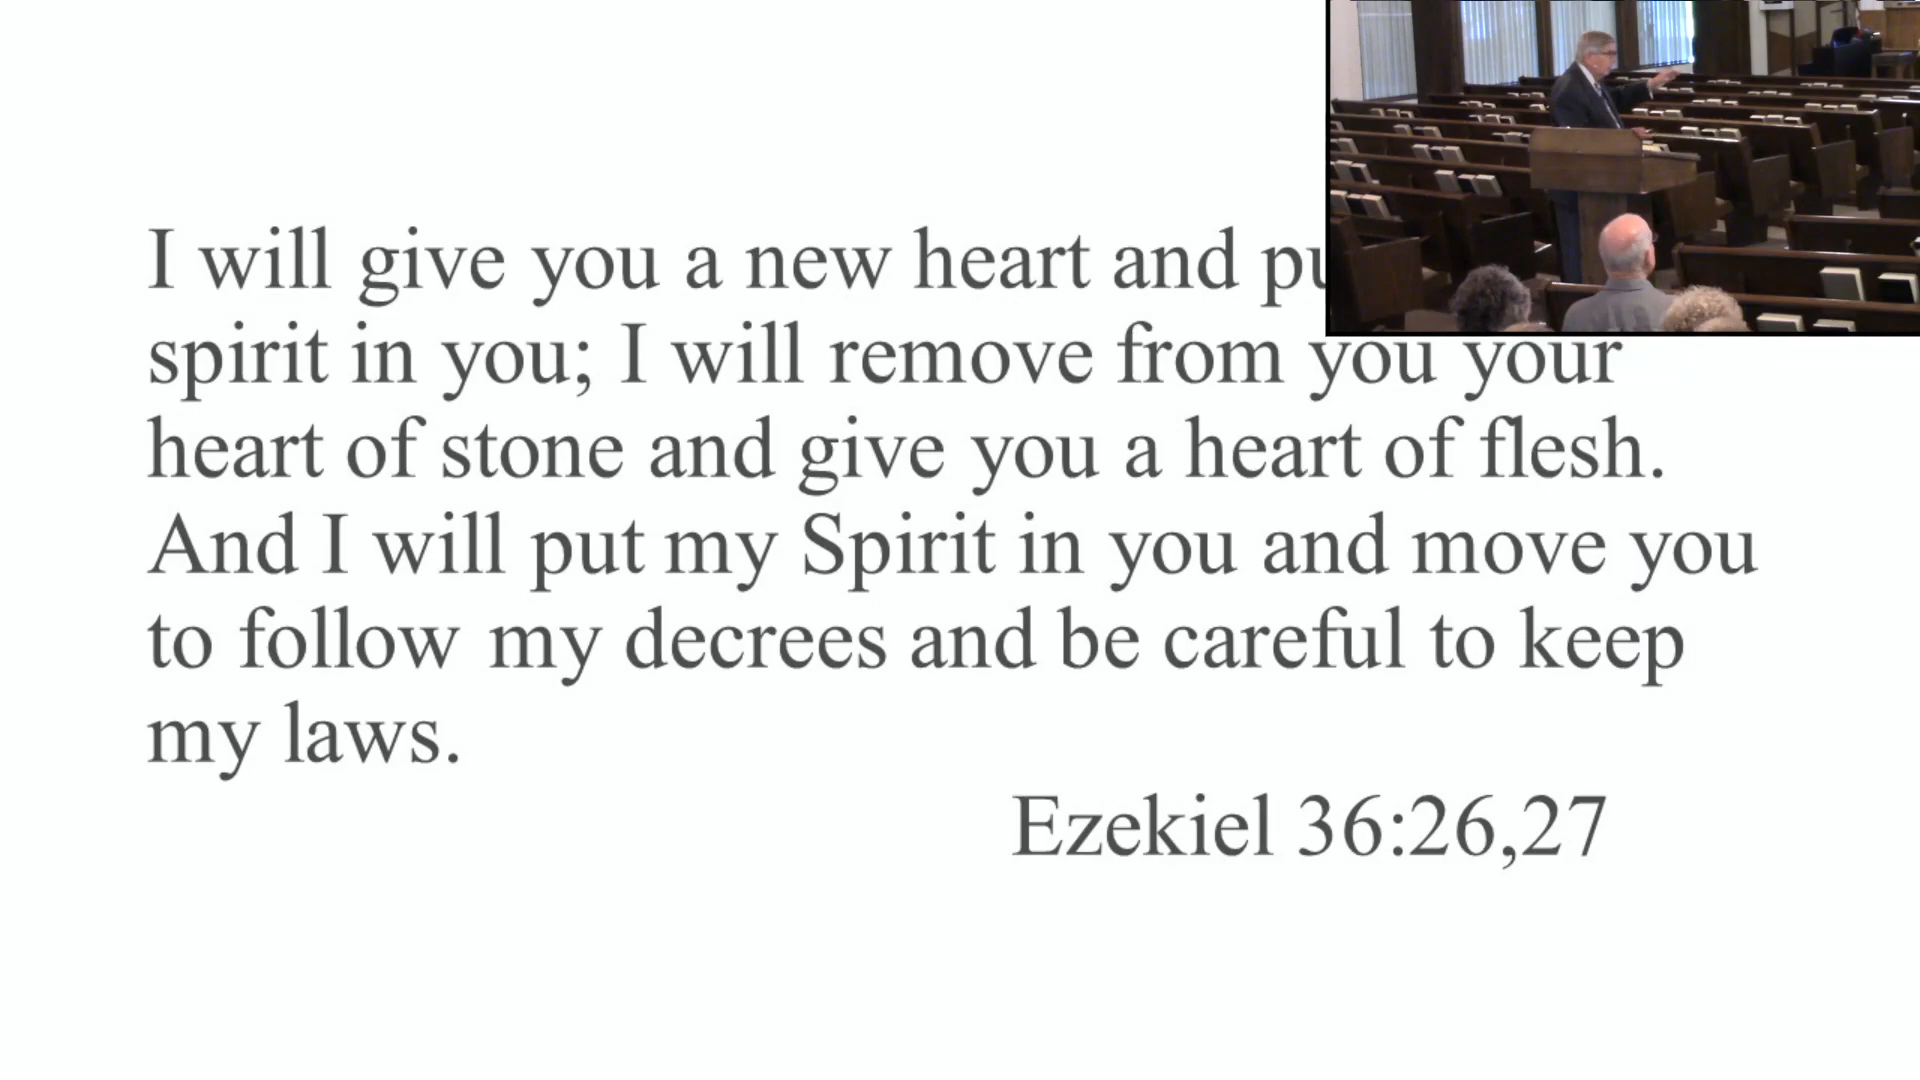 I will give you a new heart and
spirit in you; I will remove from you your
heart of stone and give you a heart of flesh.
And I will put my Spirit in you and move you
to follow my decrees and be careful to keep
my laws.
Ezekiel 36:26,27